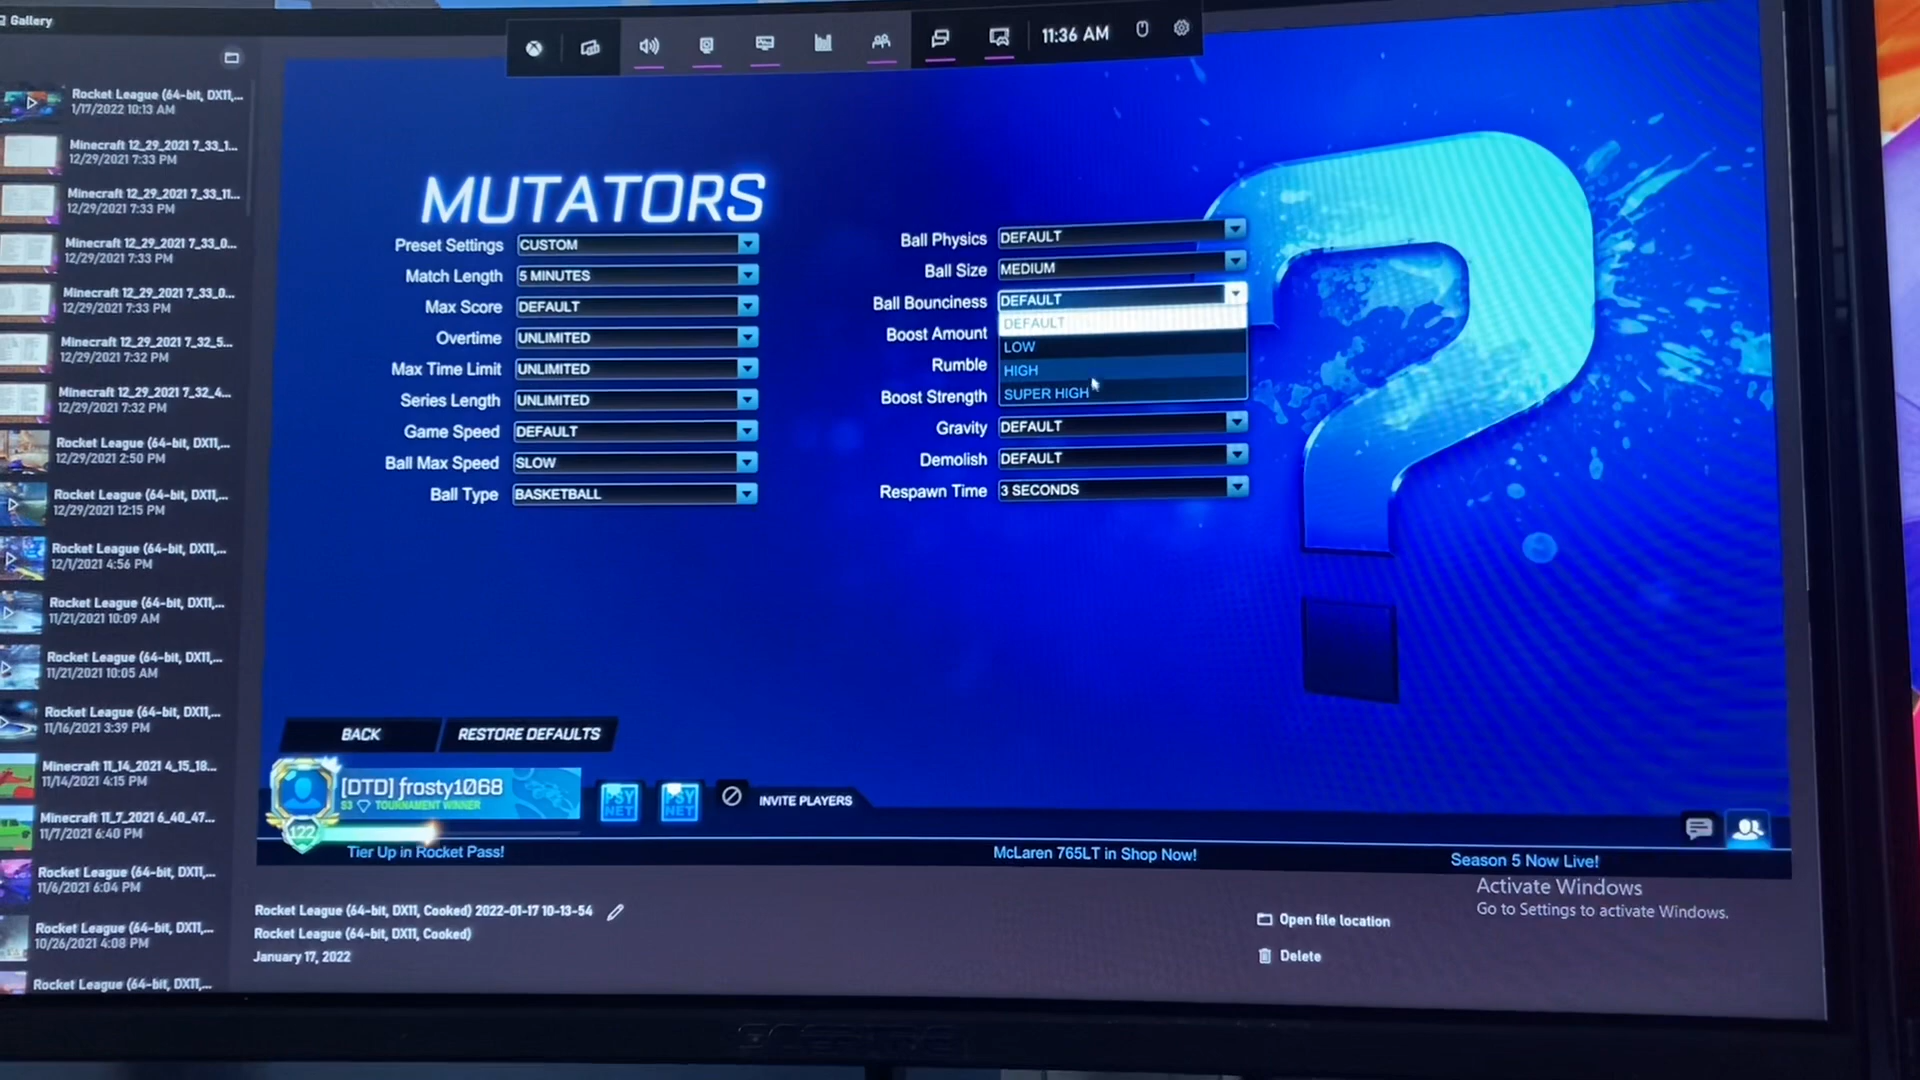 Gallery
11:36 AM
Rocket League (64-bit, DX11,...
1/17/2022 10:13 AM
Minecraft 12_29_2021 7_33_1...
12/29/2021 7:33 PM
Minecraft 12_29_2021 7_33_11...
12/29/2021 7:33 PM
Minecraft 12_29_2021 7_33_0...
12/29/2021 7:33 PM
Minecraft 12_29_2021 7_33_0...
12/29/2021 7:33 PM
Minecraft 12_29_2021 7_32_5...
12/29/2021 7:32 PM
Minecraft 12_29_2021 7_32_4...
12/29/2021 7:32 PM
Rocket League (64-bit, DX11,...
12/29/2021 2:50 PM
Rocket League (64-bit, DX11,...
12/29/2021 12:15 PM
Rocket League (64-bit, DX11,...
12/1/2021 4:56 PM
Rocket League (64-bit, DX11,...
11/21/2021 10:09 AM
Rocket League (64-bit, DX11,...
11/21/2021 10:05 AM
Rocket League (64-bit, DX11,...
11/16/2021 3:39 PM
Minecraft 11_14_2021 4_15_18...
11/14/2021 4:15 PM
Minecraft 11_7_2021 6_40_47...
11/7/2021 6:40 PM
Rocket League (64-bit, DX11,...
11/6/2021 6:04 PM
Rocket League (64-bit, DX11,...
10/26/2021 4:08 PM
Rocket League (64-bit, DX11,...
MUTATORS
Preset Settings CUSTOM
Match Length 5 MINUTES
Max Score DEFAULT
Overtime UNLIMITED
Max Time Limit UNLIMITED
Series Length UNLIMITED
Game Speed DEFAULT
Ball Max Speed SLOW
Ball Type BASKETBALL
Ball Physics DEFAULT
Ball Size MEDIUM
Ball Bounciness DEFAULT
DEFAULT
Boost Amount
LOW
Rumble
HIGH
Boost Strength
SUPER HIGH
Gravity DEFAULT
Demolish DEFAULT
Respawn Time 3 SECONDS
BACK
RESTORE DEFAULTS
[DTD] frosty1068
S3 TOURNAMENT WINNER
122
PSY
NET
PSY
NET
INVITE PLAYERS
Tier Up in Rocket Pass!
McLaren 765LT in Shop Now!
Season 5 Now Live!
Activate Windows
Go to Settings to activate Windows.
Rocket League (64-bit, DX11, Cooked) 2022-01-17 10-13-54
Rocket League (64-bit, DX11, Cooked)
January 17, 2022
Open file location
Delete